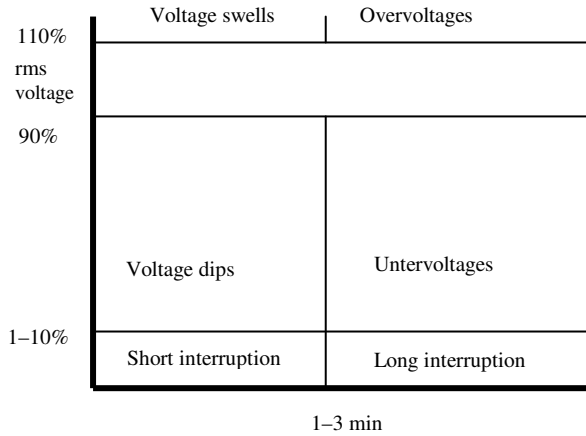 Voltage swells
Overvoltages
110%
rms
voltage
90%
Voltage dips
Untervoltages
1–10%
Short interruption
Long interruption
1–3 min